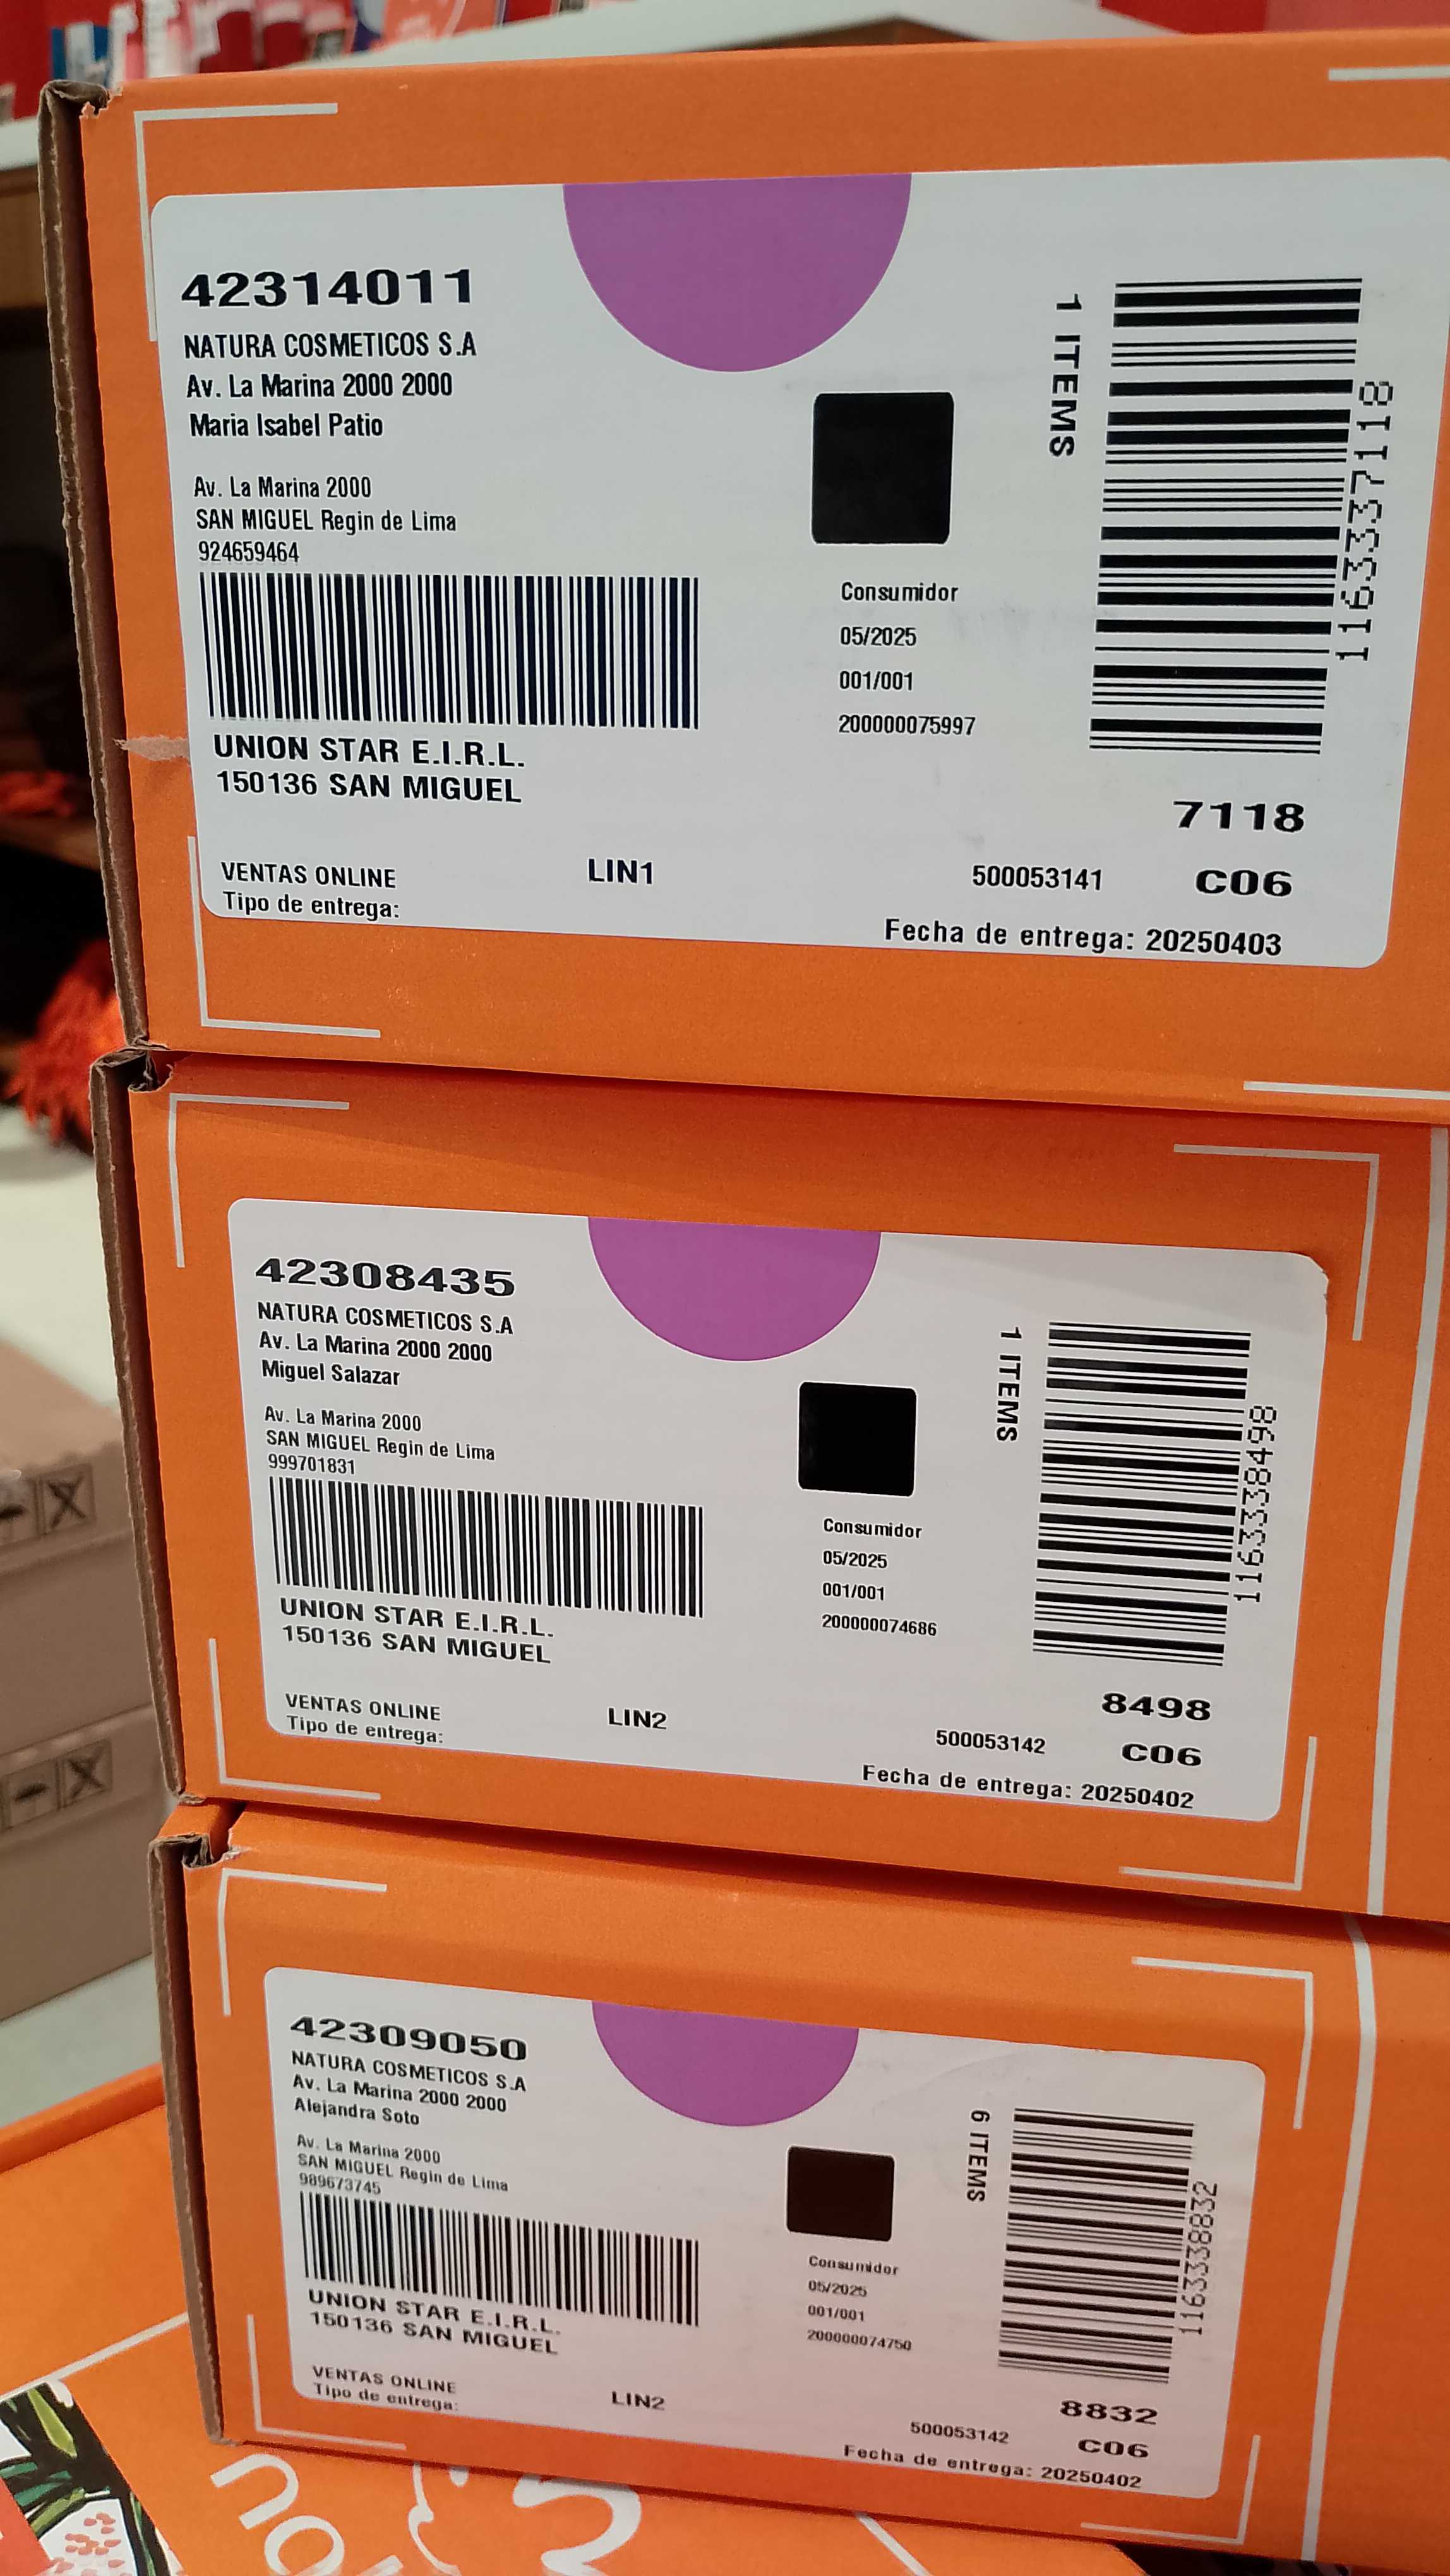 42314011
NATURA COSMETICOS S.A
Av. La Marina 2000 2000
Maria Isabel Patio
Av. La Marina 2000
SAN MIGUEL Regin de Lima
924659464
UNION STAR E.I.R.L.
150136 SAN MIGUEL
VENTAS ONLINE
Tipo de entrega:
LIN1
Consumidor
05/2025
001/001
200000075997
1 ITEMS
1163337118
7118
500053141 C06
Fecha de entrega: 20250403
42308435
NATURA COSMETICOS S.A
Av. La Marina 2000 2000
Miguel Salazar
Av. La Marina 2000
SAN MIGUEL Regin de Lima
999701831
UNION STAR E.I.R.L.
150136 SAN MIGUEL
VENTAS ONLINE
Tipo de entrega:
LIN2
Consumidor
05/2025
001/001
200000074686
1 ITEMS
1163338498
8498
500053142 C06
Fecha de entrega: 20250402
42309050
NATURA COSMETICOS S.A
Av. La Marina 2000 2000
Alejandra Soto
Av. La Marina 2000
SAN MIGUEL Regin de Lima
989673745
UNION STAR E.I.R.L.
150136 SAN MIGUEL
VENTAS ONLINE
Tipo de entrega:
LIN2
Consumidor
05/2025
001/001
200000074750
6 ITEMS
1163338832
8832
500053142 C06
Fecha de entrega: 20250402